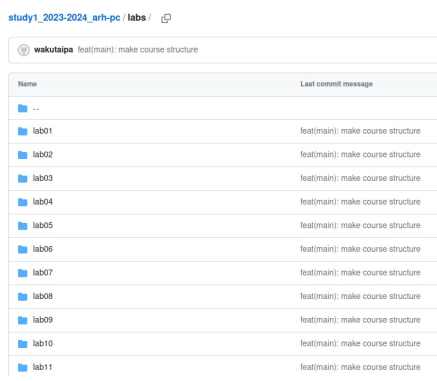 study1_2023-2024_arh-pc / labs /
wakutaipa feat(main): make course structure
Name Last commit message
..
lab01 feat(main): make course structure
lab02 feat(main): make course structure
lab03 feat(main): make course structure
lab04 feat(main): make course structure
lab05 feat(main): make course structure
lab06 feat(main): make course structure
lab07 feat(main): make course structure
lab08 feat(main): make course structure
lab09 feat(main): make course structure
lab10 feat(main): make course structure
lab11 feat(main): make course structure